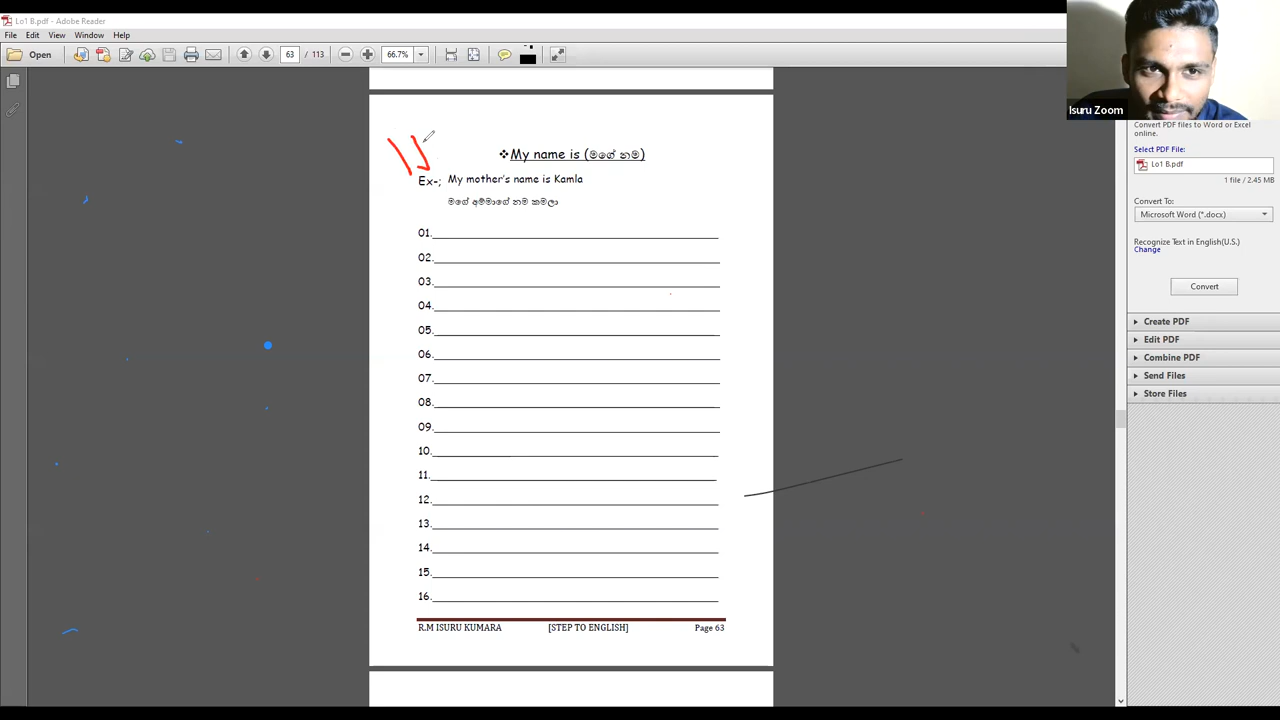 Lo1 B.pdf - Adobe Reader
File Edit View Window Help
Open 63 / 113 66.7%
Isuru Zoom
Convert PDF files to Word or Excel online.
Select PDF File:
Lo1 B.pdf
1 file / 2.45 MB
Convert To:
Microsoft Word (*.docx)
Recognize Text in English(U.S.)
Change
Convert
Create PDF
Edit PDF
Combine PDF
Send Files
Store Files
❖My name is (මගේ නම)
Ex-; My mother's name is Kamla
මගේ අම්මාගේ නම කමලා
01.
02.
03.
04.
05.
06.
07.
08.
09.
10.
11.
12.
13.
14.
15.
16.
R.M ISURU KUMARA [STEP TO ENGLISH] Page 63